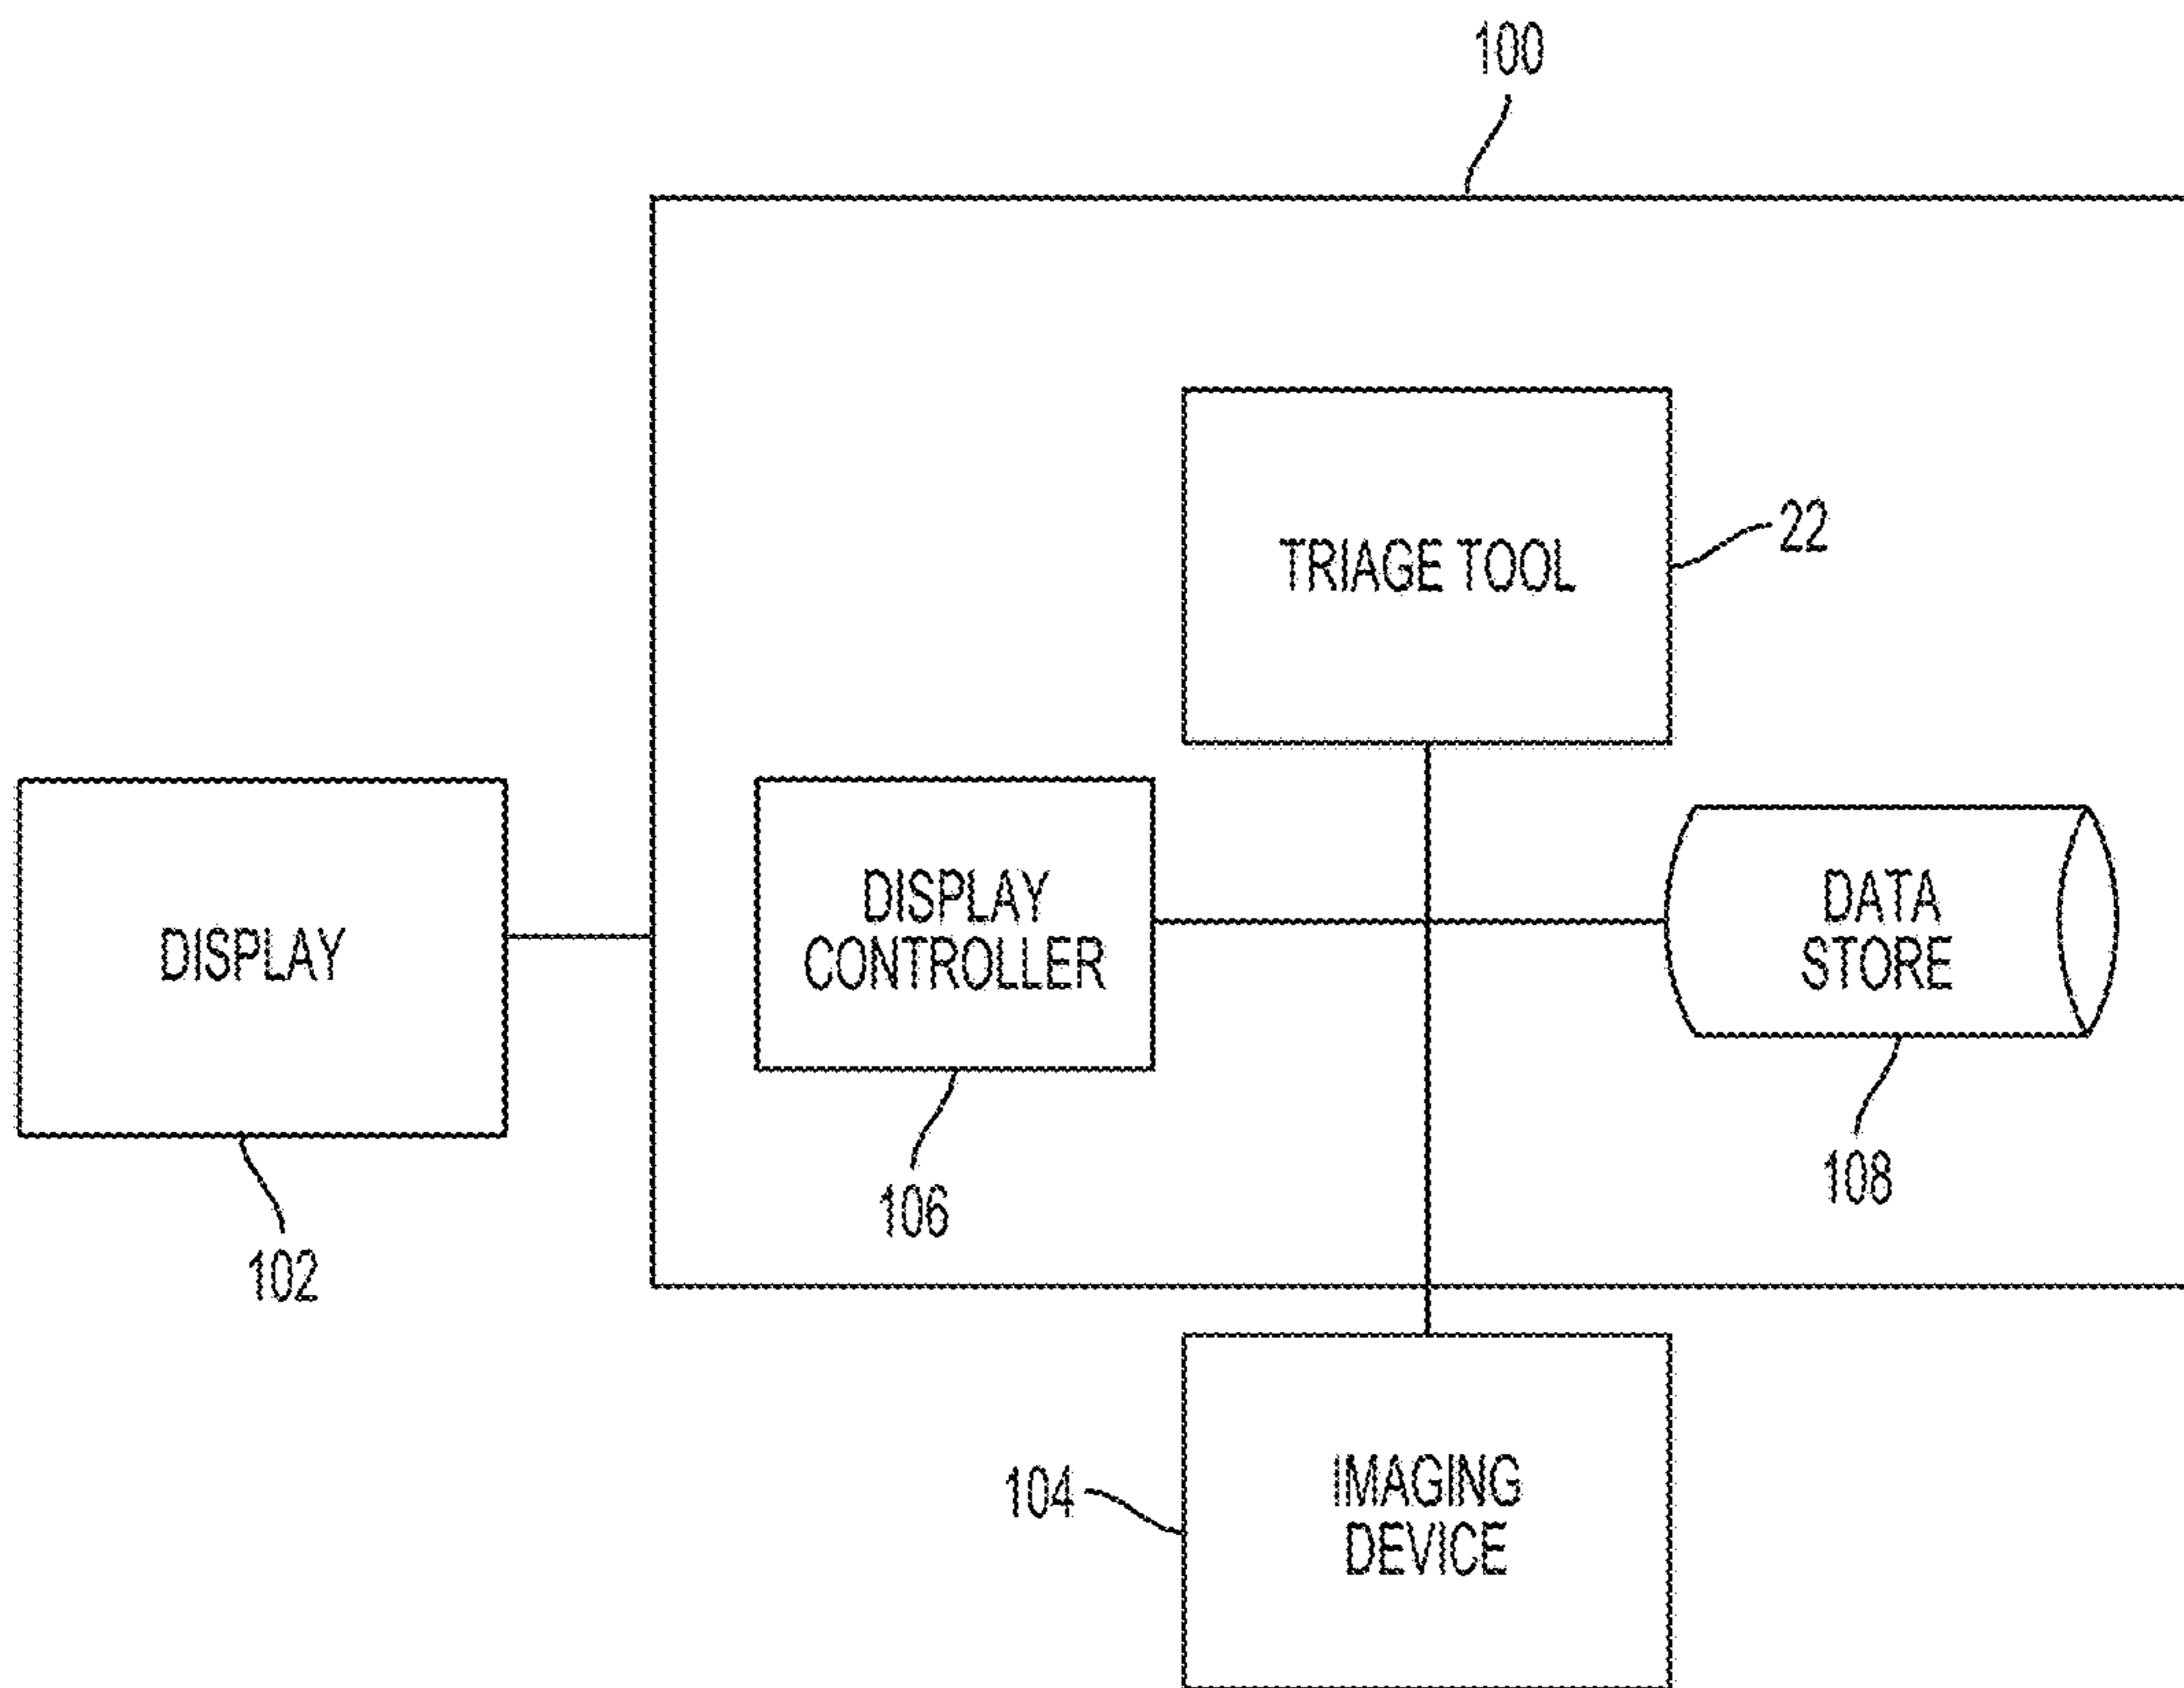 100
TRIAGE TOOL
22
DISPLAY
DISPLAY
CONTROLLER
DATA
STORE
102
106
108
104
IMAGING
DEVICE